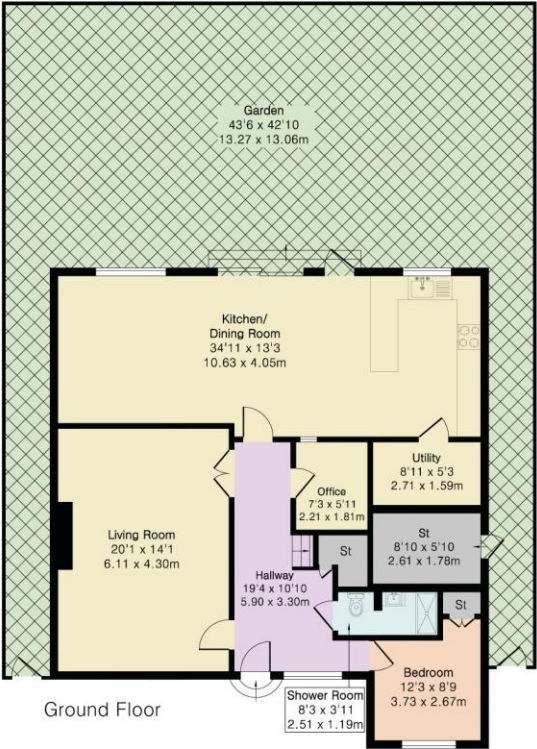 Garden
43'6 x 42'10
13.27 x 13.06m
Kitchen/
Dining Room
34'11 x 13'3
10.63 x 4.05m
Utility
8'11 x 5'3
2.71 x 1.59m
Office
7'3 x 5'11
2.21 x 1.81m
Living Room
20'1 x 14'1
6.11 x 4.30m
St
8'10 x 5'10
2.61 x 1.78m
St
Hallway
19'4 x 10'10
5.90 x 3.30m
St
Bedroom
12'3 x 8'9
3.73 x 2.67m
Shower Room
8'3 x 3'11
2.51 x 1.19m
Ground Floor